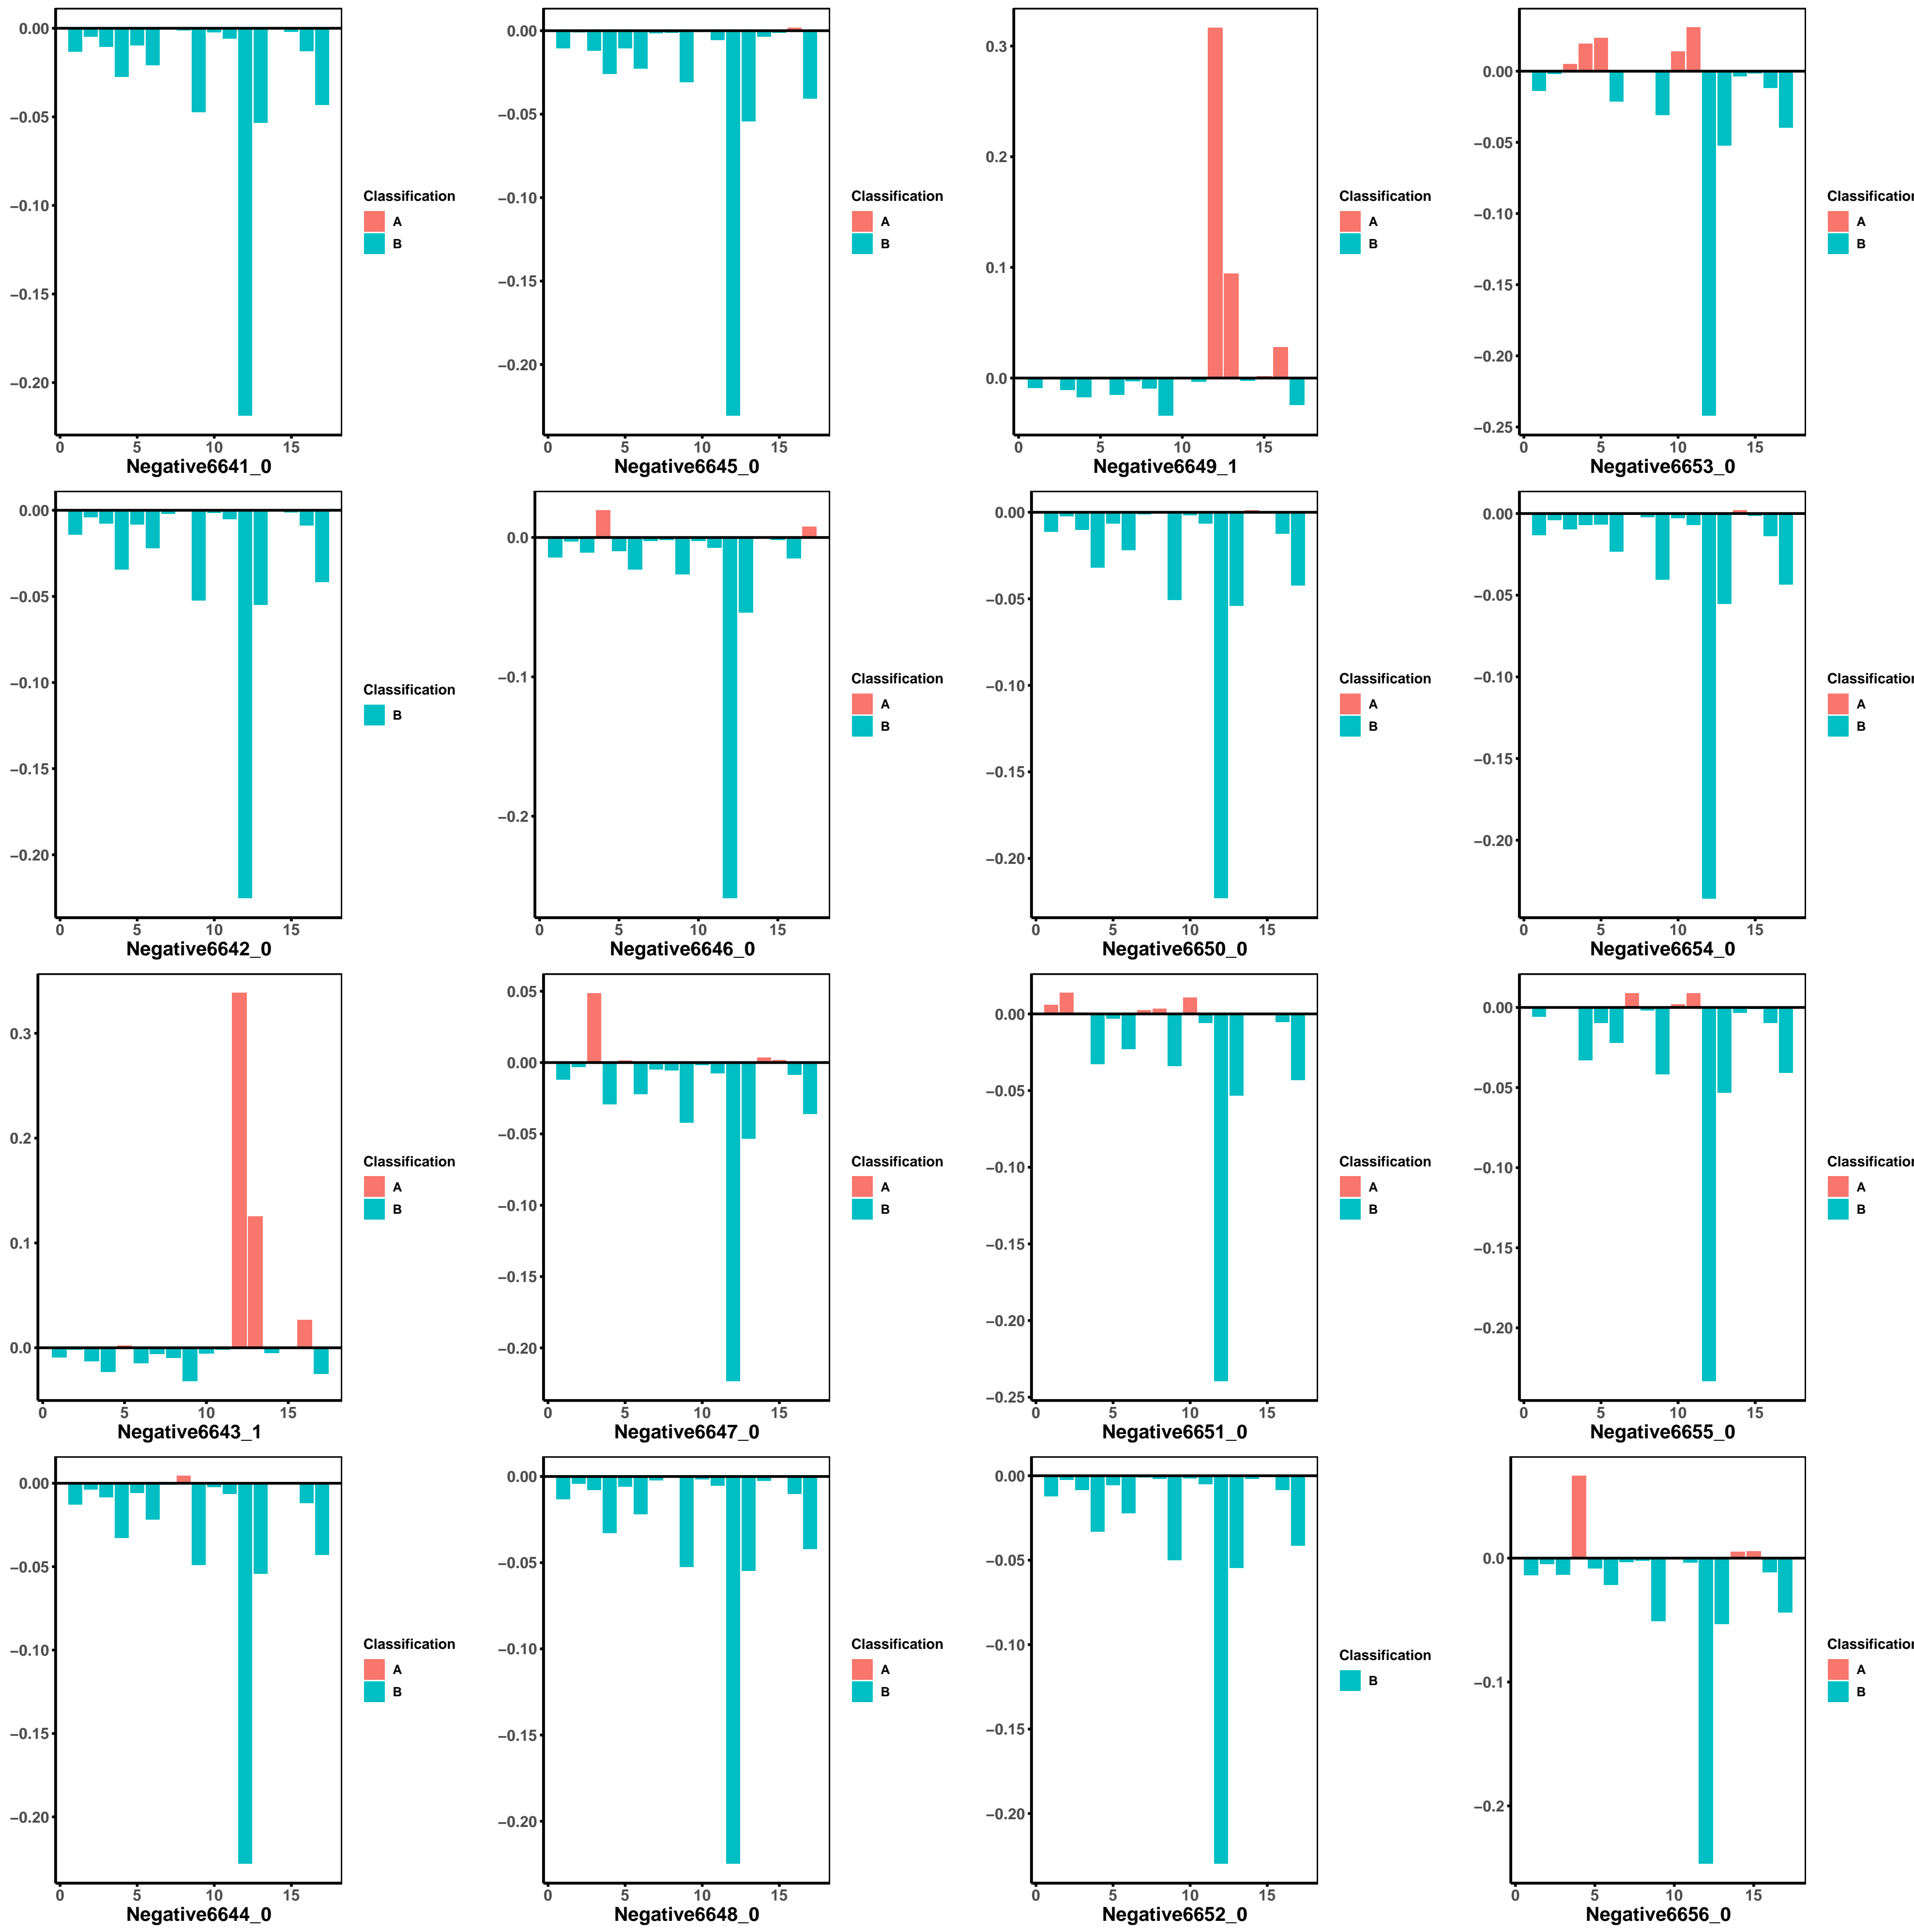 0.00
–0.05
–0.10
–0.15
–0.20
0 5 10 15
Negative6641_0
Classification
A
B
0.00
–0.05
–0.10
–0.15
–0.20
0 5 10 15
Negative6645_0
Classification
A
B
0.3
0.2
0.1
0.0
0 5 10 15
Negative6649_1
Classification
A
B
0.00
–0.05
–0.10
–0.15
–0.20
–0.25
0 5 10 15
Negative6653_0
Classification
A
B
0.00
–0.05
–0.10
–0.15
–0.20
0 5 10 15
Negative6642_0
Classification
B
0.0
–0.1
–0.2
0 5 10 15
Negative6646_0
Classification
A
B
0.00
–0.05
–0.10
–0.15
–0.20
0 5 10 15
Negative6650_0
Classification
A
B
0.00
–0.05
–0.10
–0.15
–0.20
0 5 10 15
Negative6654_0
Classification
A
B
0.3
0.2
0.1
0.0
0 5 10 15
Negative6643_1
Classification
A
B
0.05
0.00
–0.05
–0.10
–0.15
–0.20
0 5 10 15
Negative6647_0
Classification
A
B
0.00
–0.05
–0.10
–0.15
–0.20
–0.25
0 5 10 15
Negative6651_0
Classification
A
B
0.00
–0.05
–0.10
–0.15
–0.20
0 5 10 15
Negative6655_0
Classification
A
B
0.00
–0.05
–0.10
–0.15
–0.20
0 5 10 15
Negative6644_0
Classification
A
B
0.00
–0.05
–0.10
–0.15
–0.20
0 5 10 15
Negative6648_0
Classification
A
B
0.00
–0.05
–0.10
–0.15
–0.20
0 5 10 15
Negative6652_0
Classification
B
0.0
–0.1
–0.2
0 5 10 15
Negative6656_0
Classification
A
B